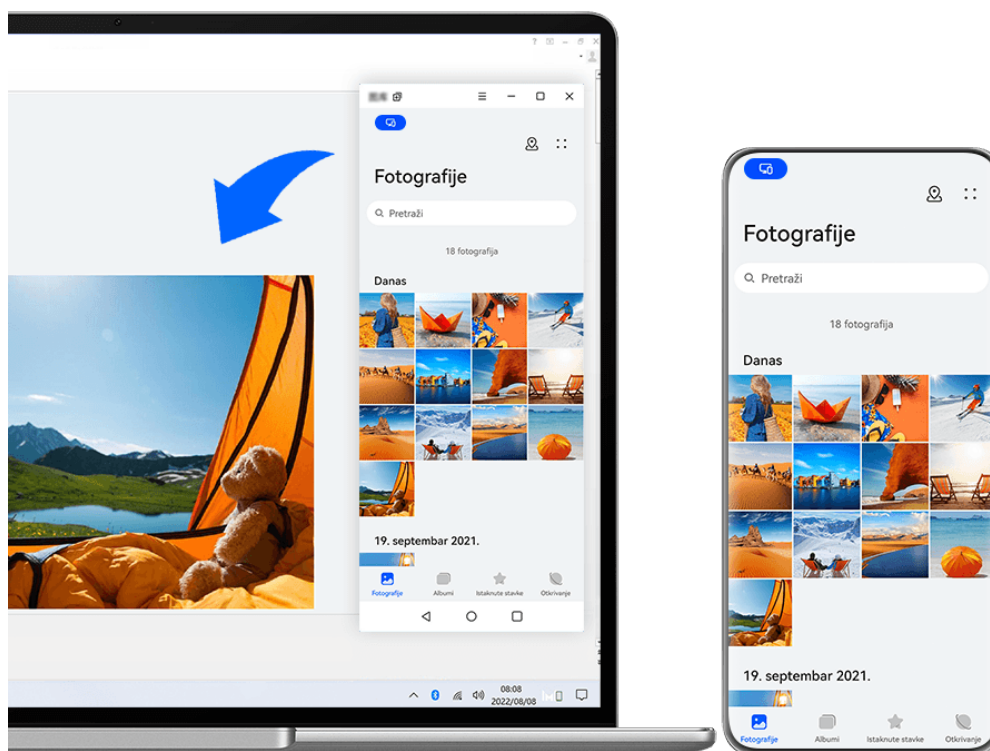 Fotografije
Pretraži
18 fotografija
Danas
19. septembar 2021.
Fotografije Albumi Istaknute stavke Otkrivanje
08:08
2022/08/08
Fotografije
Pretraži
18 fotografija
Danas
19. septembar 2021.
Fotografije Albumi Istaknute stavke Otkrivanje